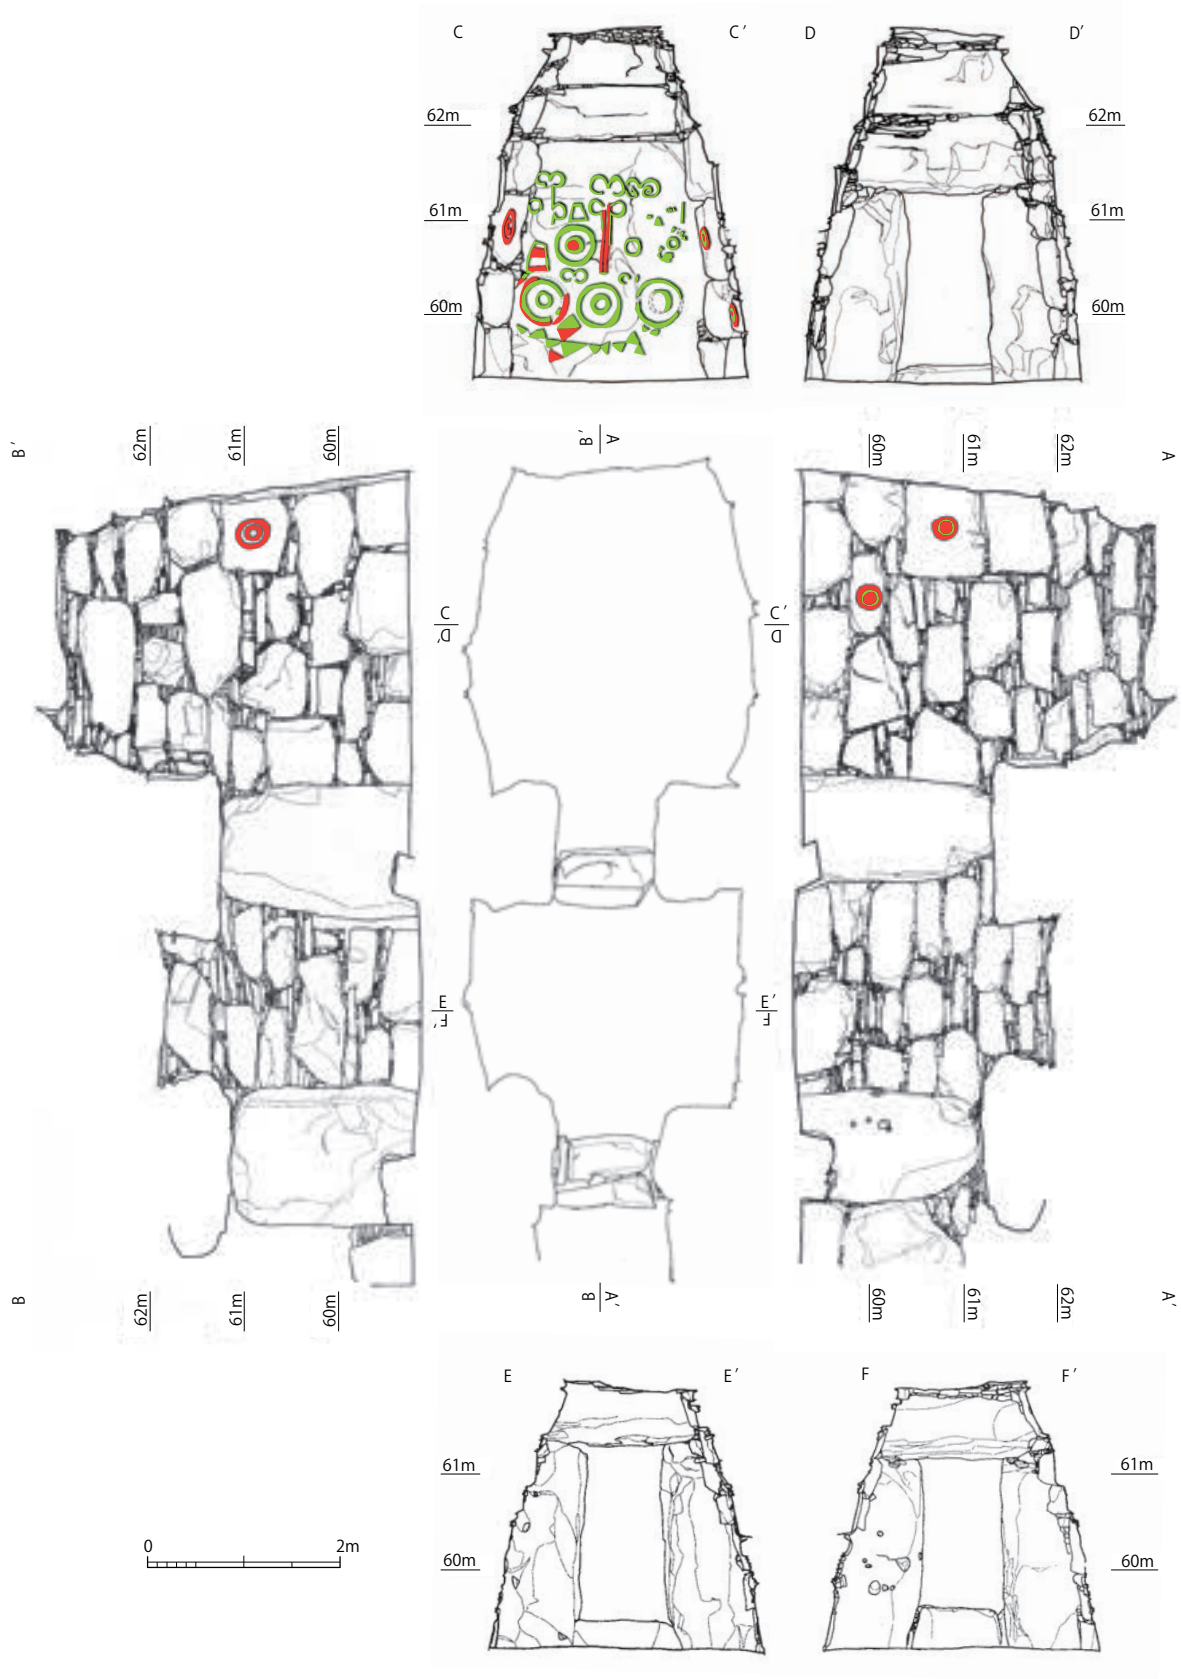 C C′ D D′
62m 62m
61m 61m
60m 60m
B′ 62m 61m 60m B′ A 60m 61m 62m A
C D′ C′ D
E F′ E′ F
B 62m 61m 60m B A′ 60m 61m 62m A′
E E′ F F′
61m 61m
60m 60m
0 2m